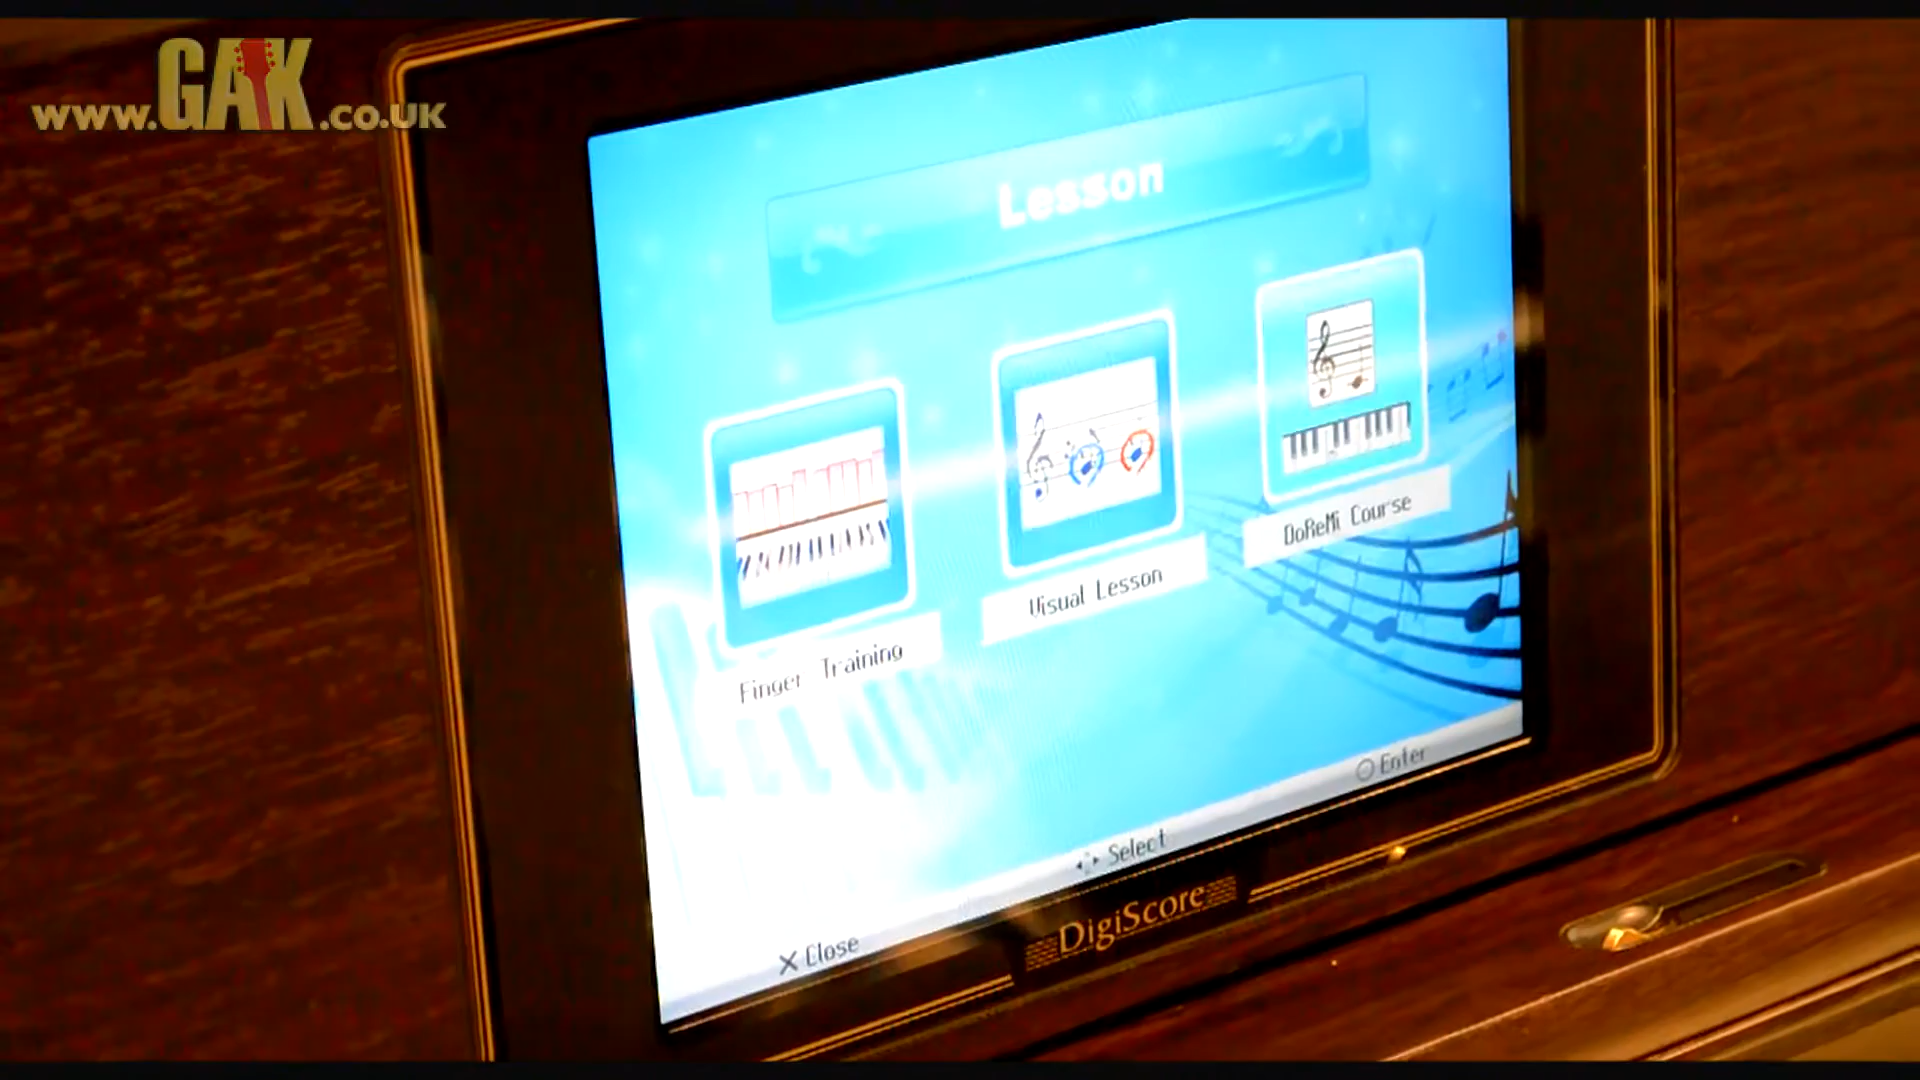 GAK
www. .co.uk
Lesson
Finger Training
Visual Lesson
DoReMi Course
Enter
Select
Close
DigiScore